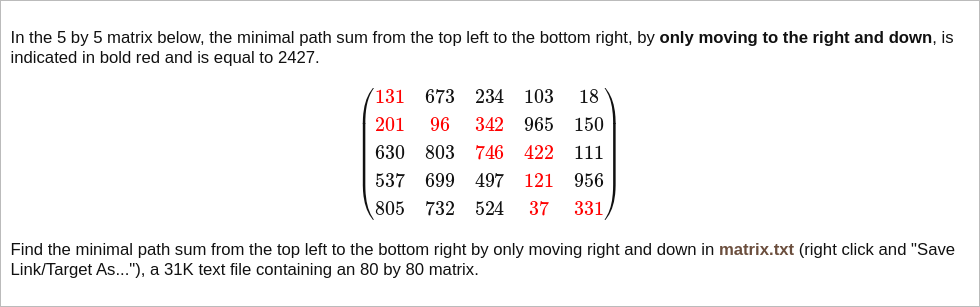 In the 5 by 5 matrix below, the minimal path sum from the top left to the bottom right, by only moving to the right and down, is
indicated in bold red and is equal to 2427.
131 673 234 103 18
201 96 342 965 150
630 803 746 422 111
537 699 497 121 956
805 732 524 37 331
Find the minimal path sum from the top left to the bottom right by only moving right and down in matrix.txt (right click and "Save
Link/Target As..."), a 31K text file containing an 80 by 80 matrix.